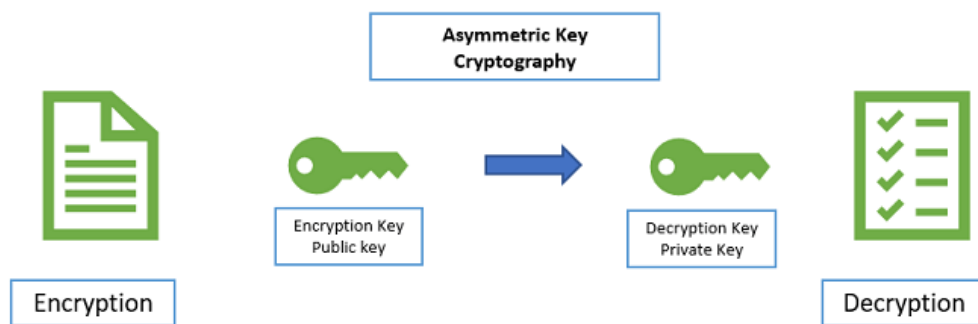 Asymmetric Key
Cryptography
Encryption Key
Public key
Decryption Key
Private Key
Encryption
Decryption